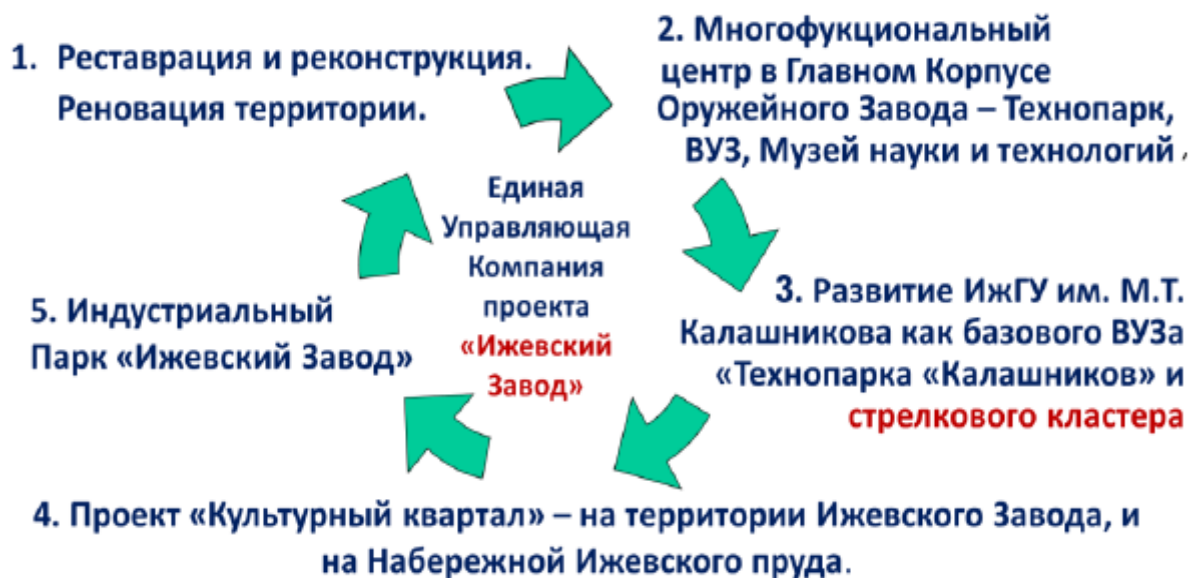 1. Реставрация и реконструкция.
Реновация территории.
2. Многофукциональный
центр в Главном Корпусе
Оружейного Завода – Технопарк,
ВУЗ, Музей науки и технологий ,
Единая
Управляющая
Компания
проекта
«Ижевский
Завод»
3. Развитие ИжГУ им. М.Т.
Калашникова как базового ВУЗа
«Технопарка «Калашников» и
стрелкового кластера
4. Проект «Культурный квартал» – на территории Ижевского Завода, и
на Набережной Ижевского пруда.
5. Индустриальный
Парк «Ижевский Завод»